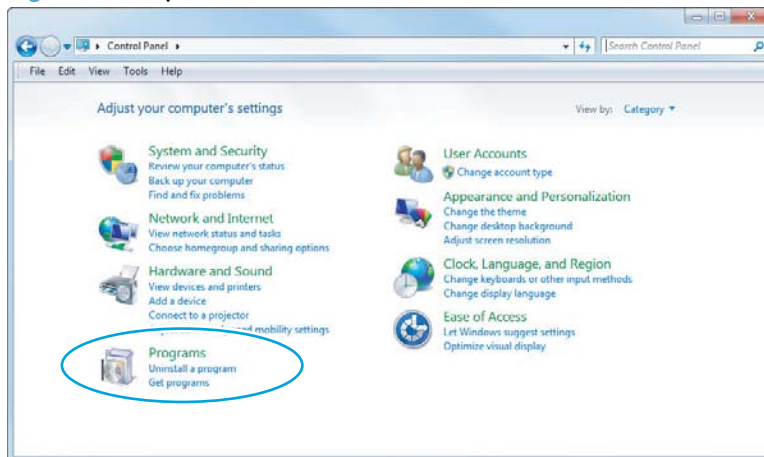 Control Panel
Search Control Panel
File Edit View Tools Help
Adjust your computer's settings
View by: Category
System and Security
Review your computer's status
Back up your computer
Find and fix problems
Network and Internet
View network status and tasks
Choose homegroup and sharing options
Hardware and Sound
View devices and printers
Add a device
Connect to a projector
mobility settings
Programs
Uninstall a program
Get programs
User Accounts
Change account type
Appearance and Personalization
Change the theme
Change desktop background
Adjust screen resolution
Clock, Language, and Region
Change keyboards or other input methods
Change display language
Ease of Access
Let Windows suggest settings
Optimize visual display